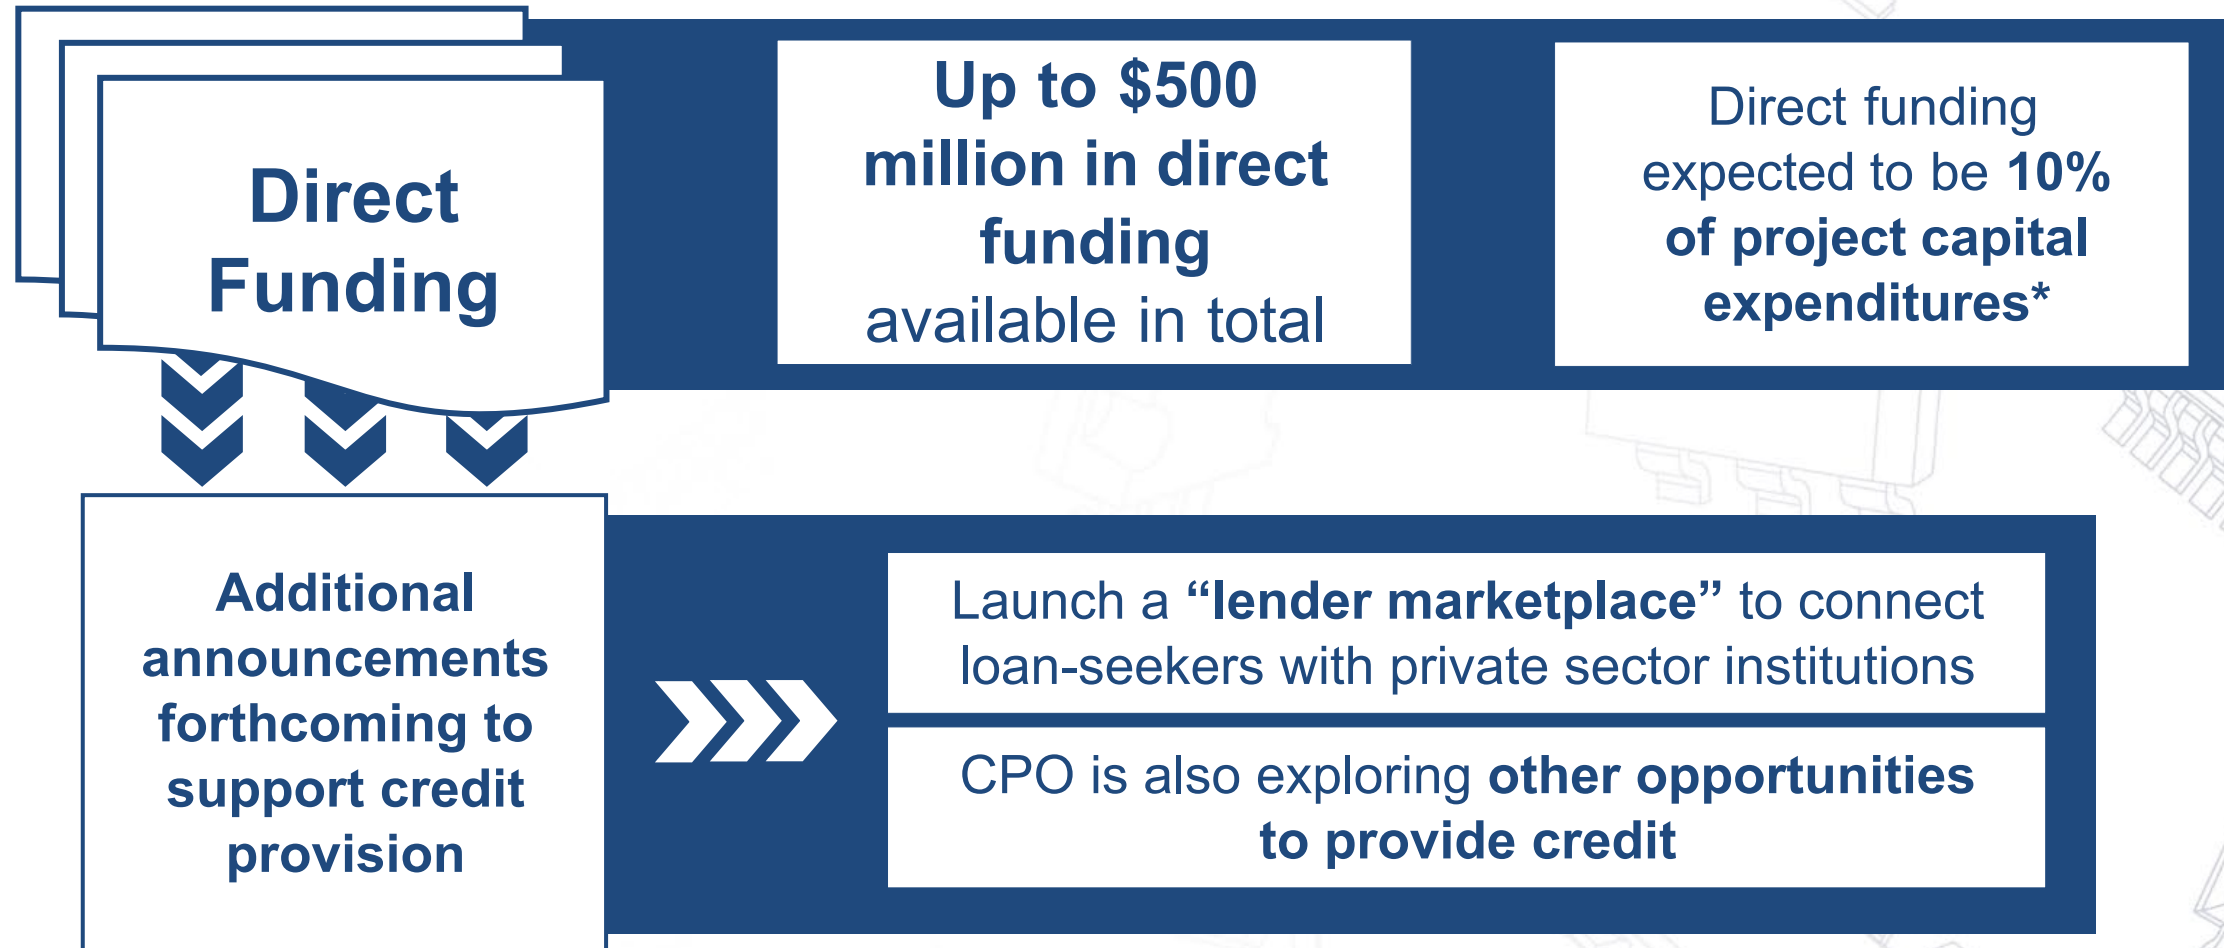 Direct
Funding
Up to $500
million in direct
funding
available in total
Direct funding
expected to be 10%
of project capital
expenditures*
Additional
announcements
forthcoming to
support credit
provision
Launch a “lender marketplace” to connect
loan-seekers with private sector institutions
CPO is also exploring other opportunities
to provide credit